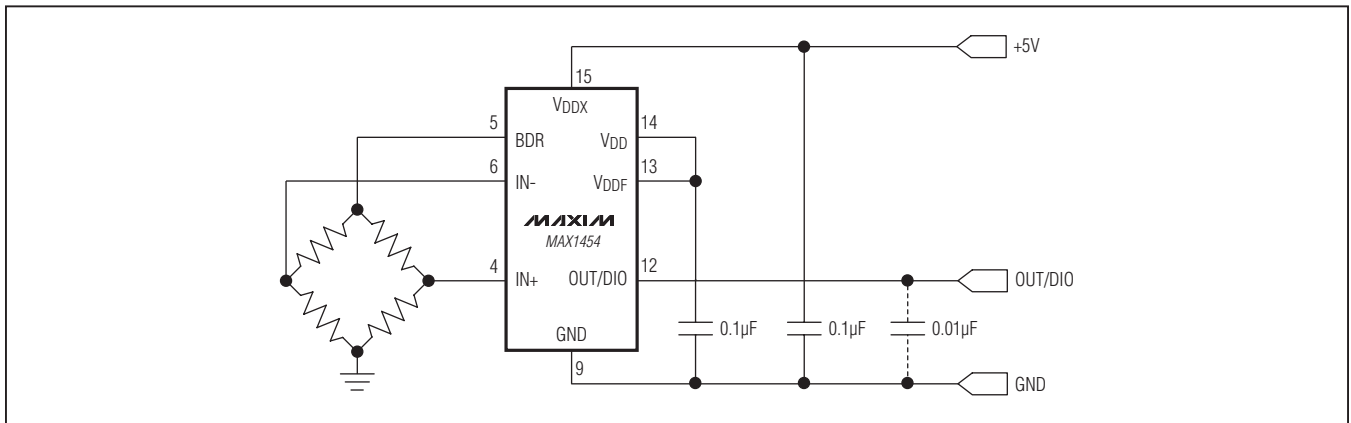 +5V
15
VDDX
5
BDR
14
VDD
6
IN-
13
VDDF
MAXIM
MAX1454
4
IN+
12
OUT/DIO
OUT/DIO
0.1µF
0.1µF
0.01µF
GND
9
GND